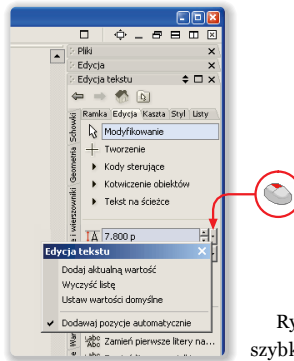 Pliki
Edycja
Edycja tekstu
Ramka Edycja Kaszta Styl Listy
Schowki
Geometria
Modyfikowanie
Tworzenie
Kody sterujące
Kotwiczenie obiektów
Tekst na ścieżce
7.800 p
Edycja tekstu
Dodaj aktualną wartość
Wyczyść listę
Ustaw wartości domyślne
Dodawaj pozycje automatycznie
Zamień pierwsze litery na...
Ry
szybk